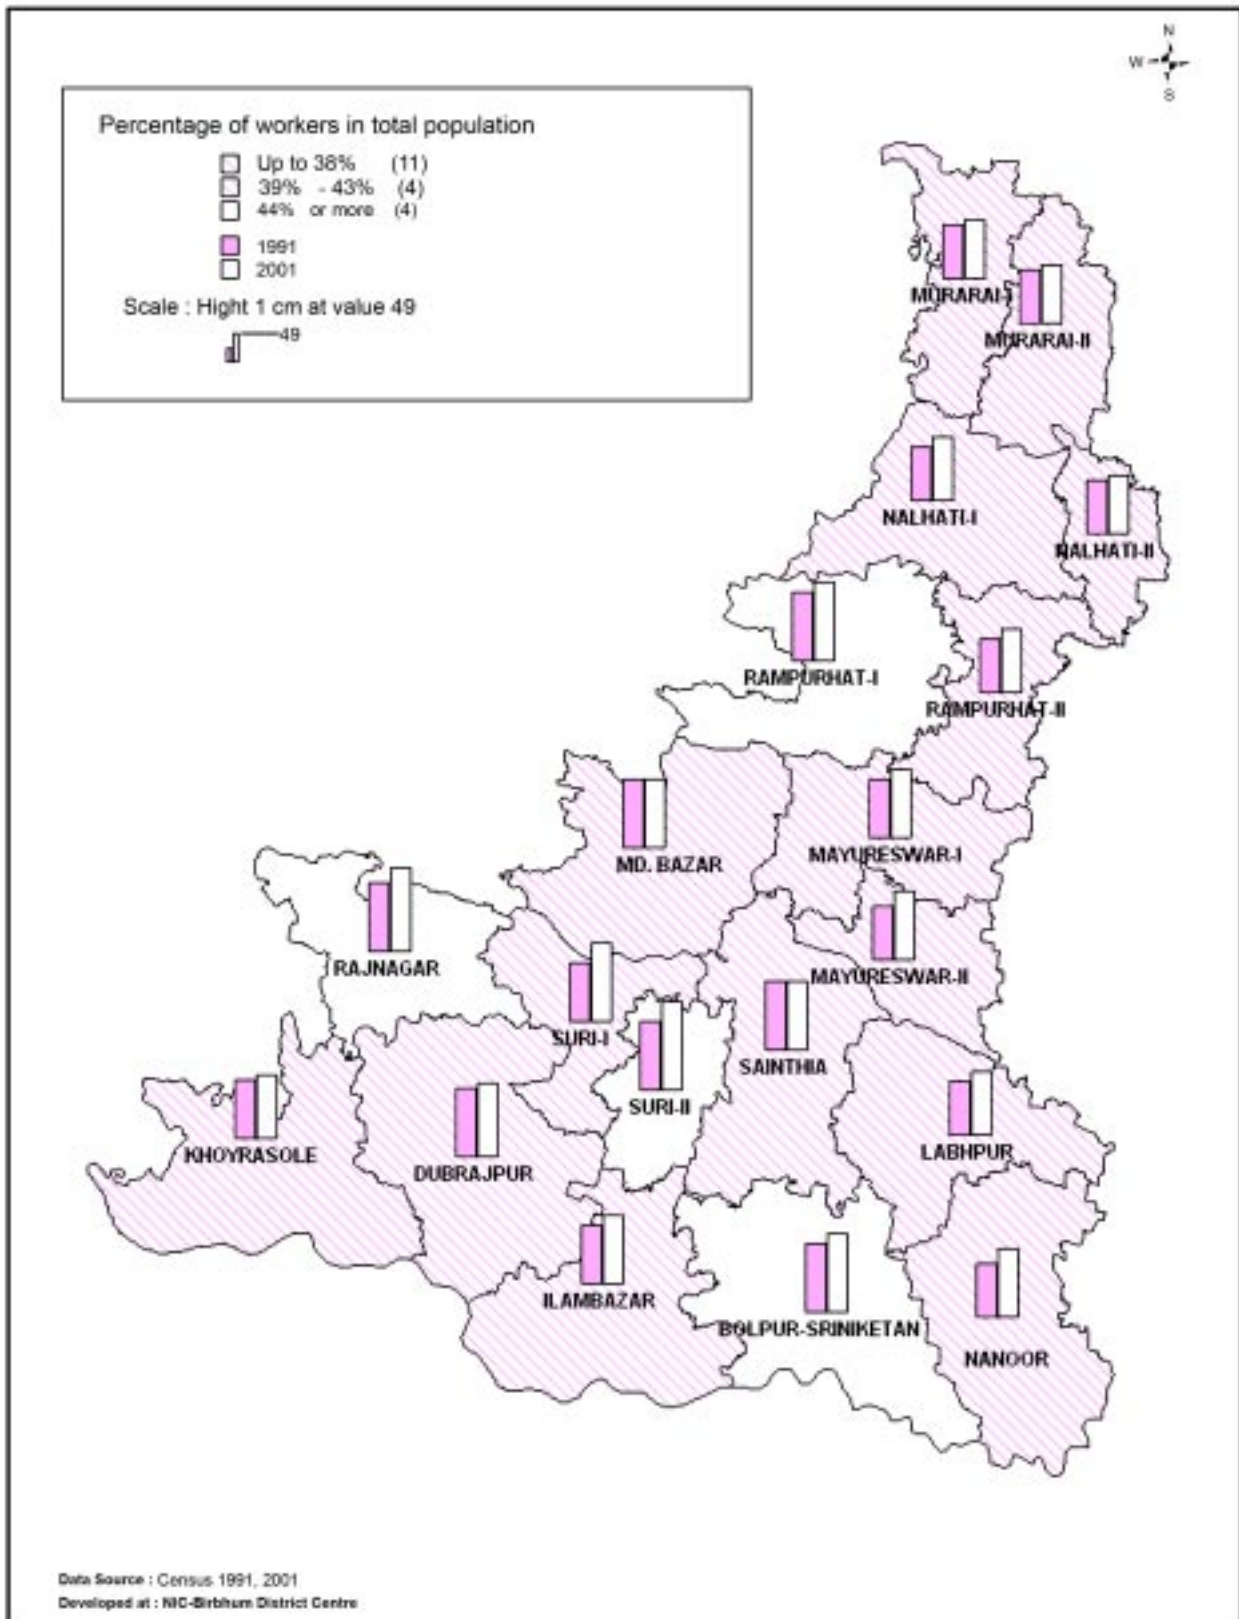 N
W
S
Percentage of workers in total population
Up to 38% (11)
39% - 43% (4)
44% or more (4)
1991
2001
Scale : Hight 1 cm at value 49
49
MURARAI-I
MURARAI-II
NALHATI-I
NALHATI-II
RAMPURHAT-I
RAMPURHAT-II
MD. BAZAR
MAYURESWAR-I
RAJNAGAR
MAYURESWAR-II
SURI-I
SAINTHIA
SURI-II
KHOYRASOLE
DUBRAJPUR
LABHPUR
ILAMBAZAR
BOLPUR-SRINIKETAN
NANOOR
Data Source : Census 1991, 2001
Developed at : NIC-Birbhum District Centre